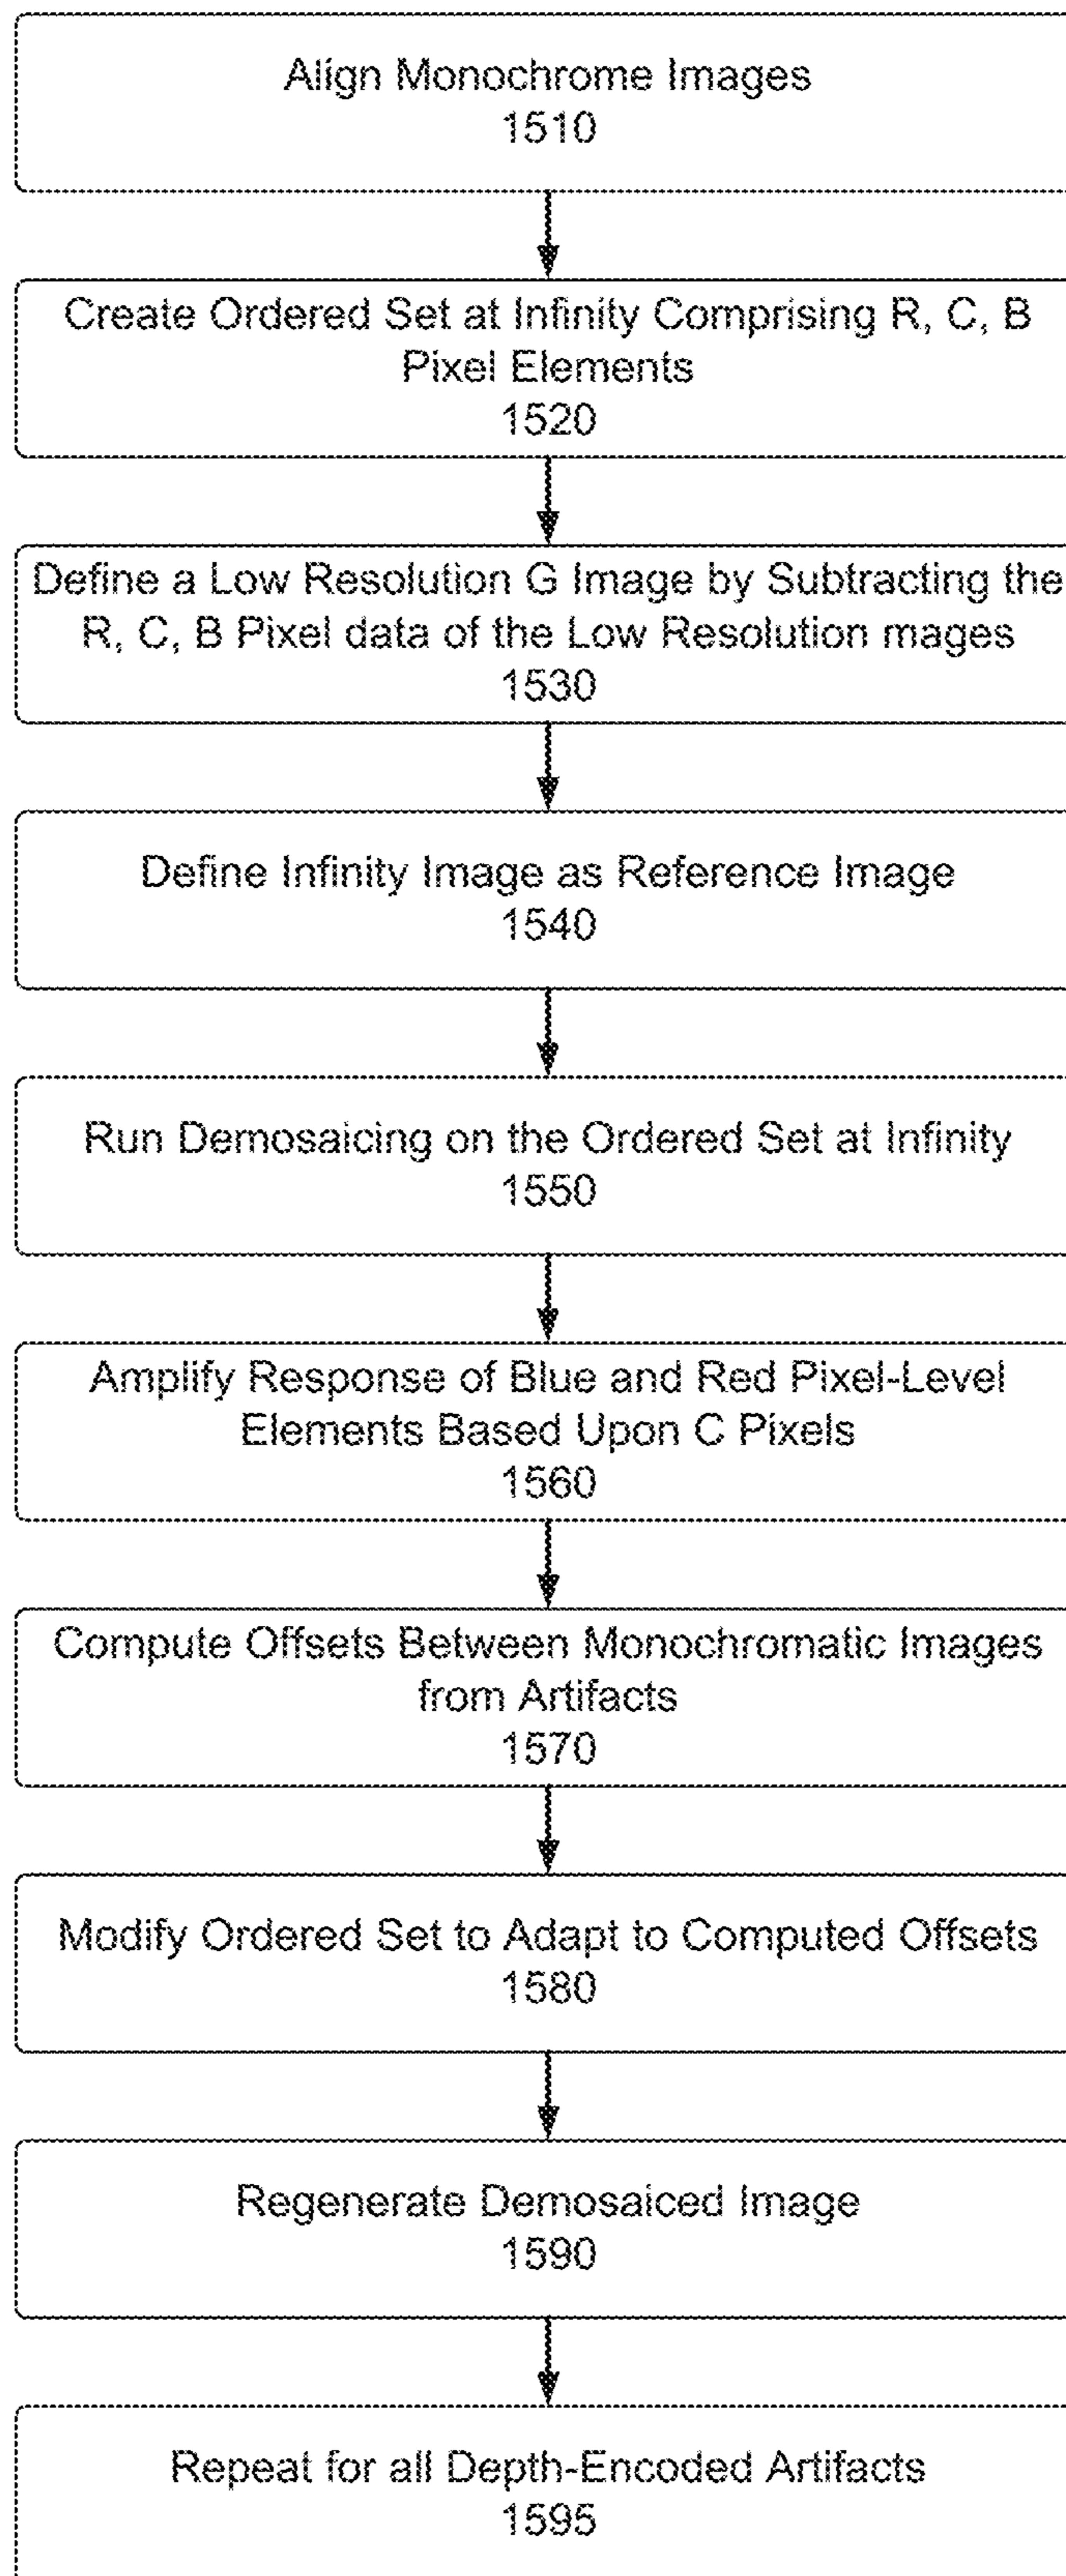 Align Monochrome Images
1510
Create Ordered Set at Infinity Comprising R, C, B
Pixel Elements
1520
Define a Low Resolution G Image by Subtracting the
R, C, B Pixel data of the Low Resolution mages
1530
Define Infinity Image as Reference Image
1540
Run Demosaicing on the Ordered Set at Infinity
1550
Amplify Response of Blue and Red Pixel-Level
Elements Based Upon C Pixels
1560
Compute Offsets Between Monochromatic Images
from Artifacts
1570
Modify Ordered Set to Adapt to Computed Offsets
1580
Regenerate Demosaiced Image
1590
Repeat for all Depth-Encoded Artifacts
1595